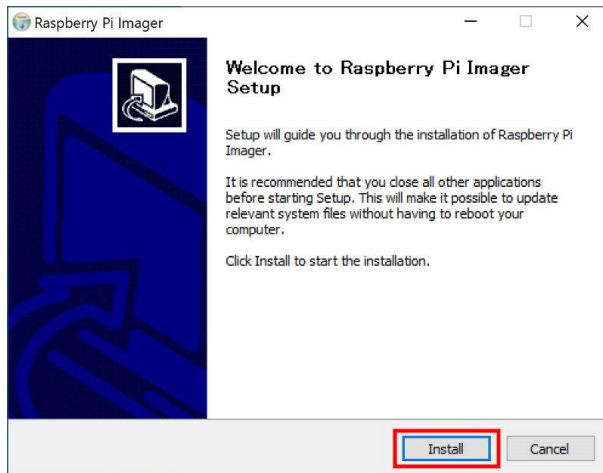 Raspberry Pi Imager
Welcome to Raspberry Pi Imager
Setup
Setup will guide you through the installation of Raspberry Pi
Imager.
It is recommended that you close all other applications
before starting Setup. This will make it possible to update
relevant system files without having to reboot your
computer.
Click Install to start the installation.
Install
Cancel